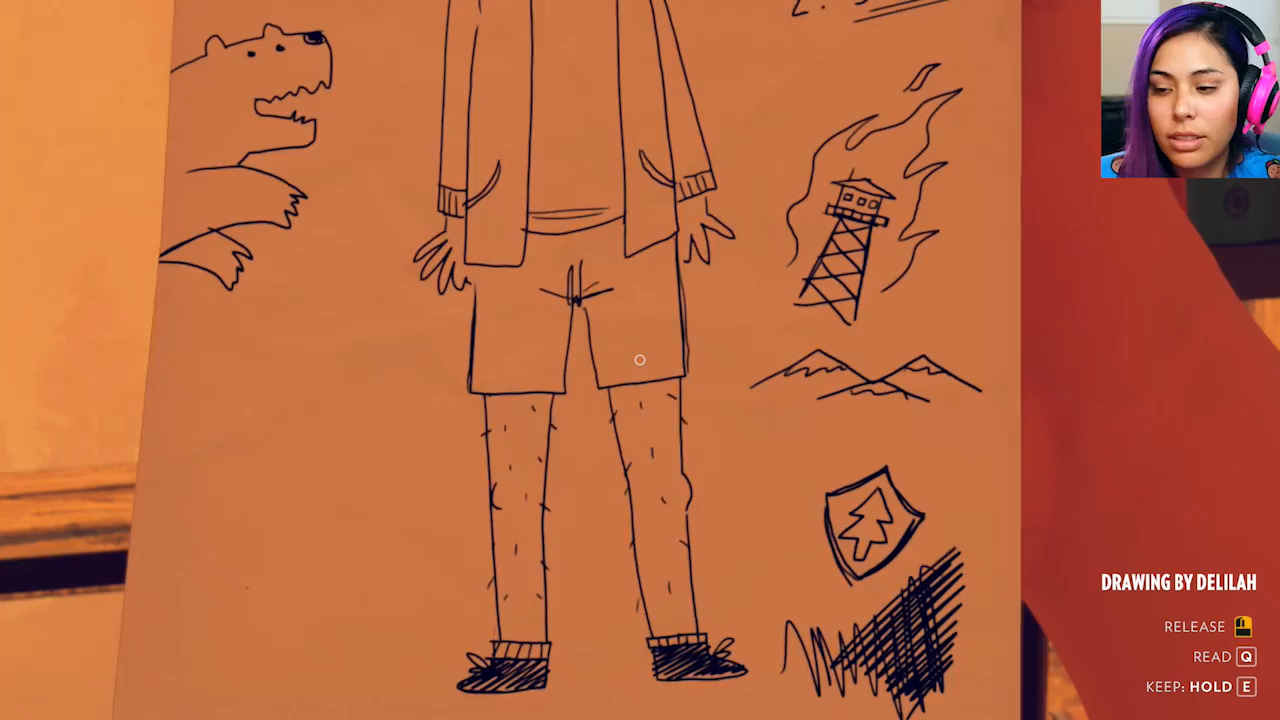 DRAWING BY DELILAH
RELEASE
READ Q
KEEP: HOLD E